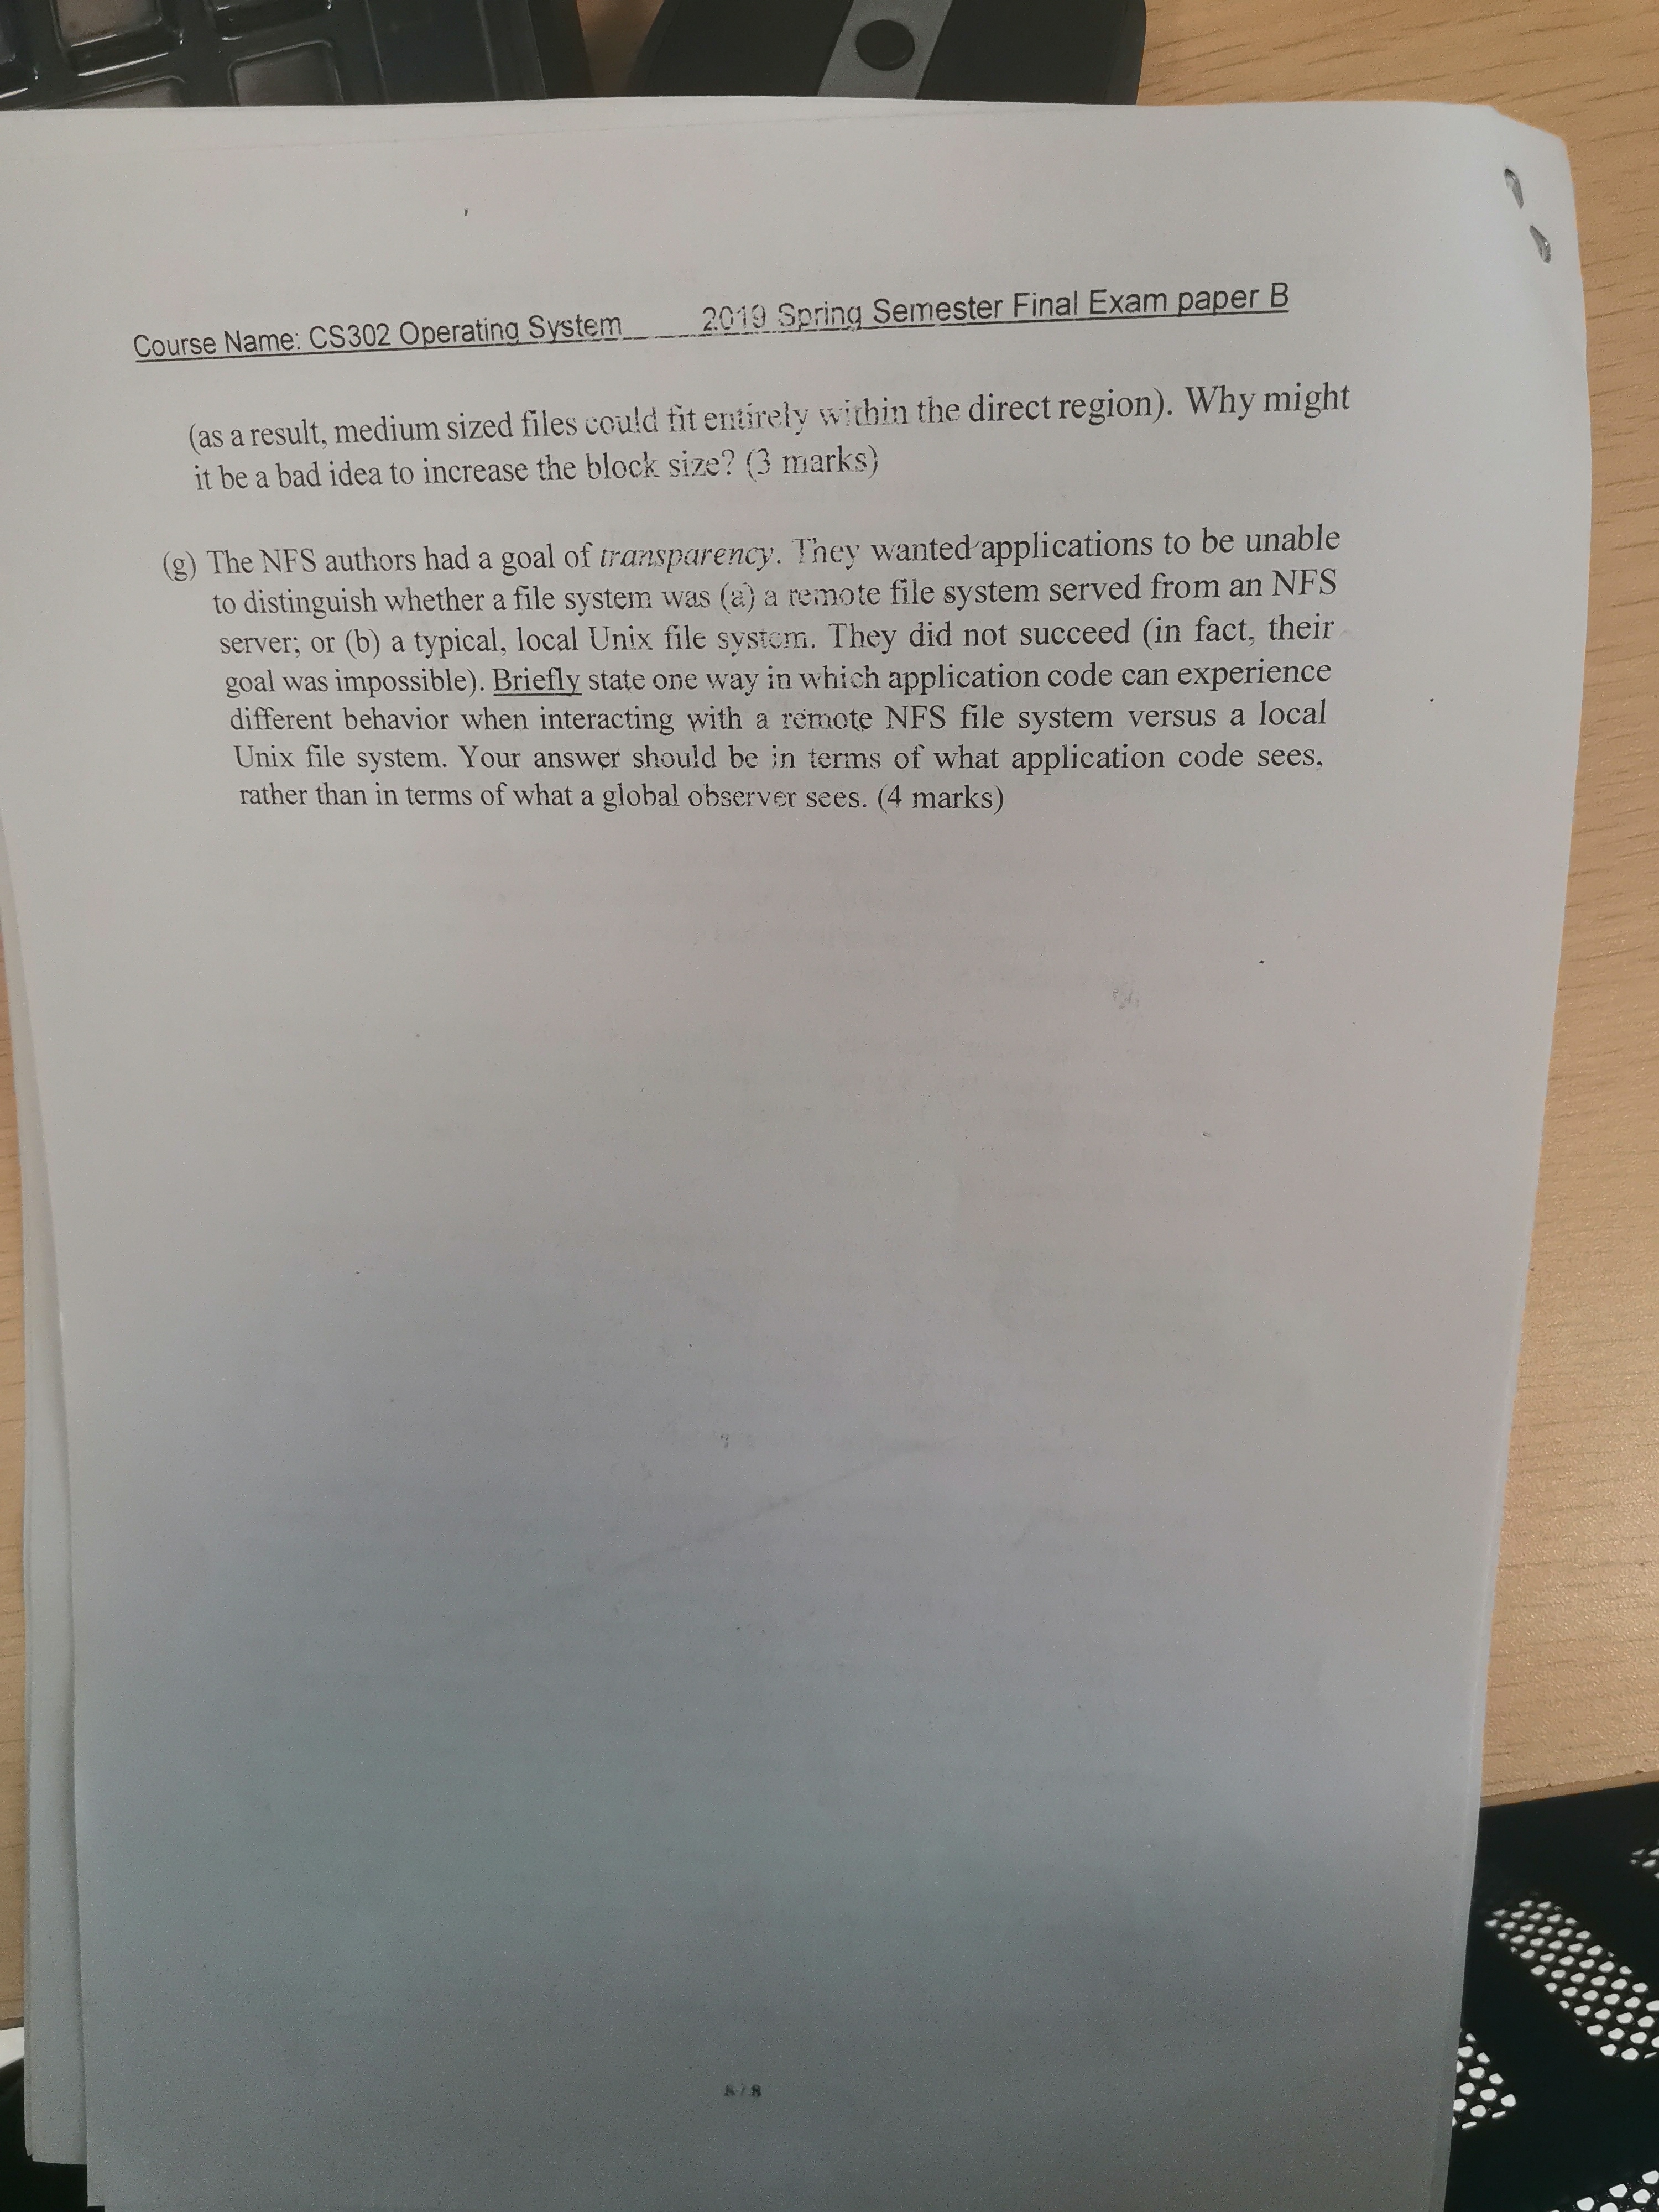 Course Name: CS302 Operating System 2019 Spring Semester Final Exam paper B
(as a result, medium sized files could fit entirely within the direct region). Why might
it be a bad idea to increase the block size? (3 marks)
(g) The NFS authors had a goal of transparency. They wanted applications to be unable
to distinguish whether a file system was (a) a remote file system served from an NFS
server; or (b) a typical, local Unix file system. They did not succeed (in fact, their
goal was impossible). Briefly state one way in which application code can experience
different behavior when interacting with a remote NFS file system versus a local
Unix file system. Your answer should be in terms of what application code sees,
rather than in terms of what a global observer sees. (4 marks)
8 / 8